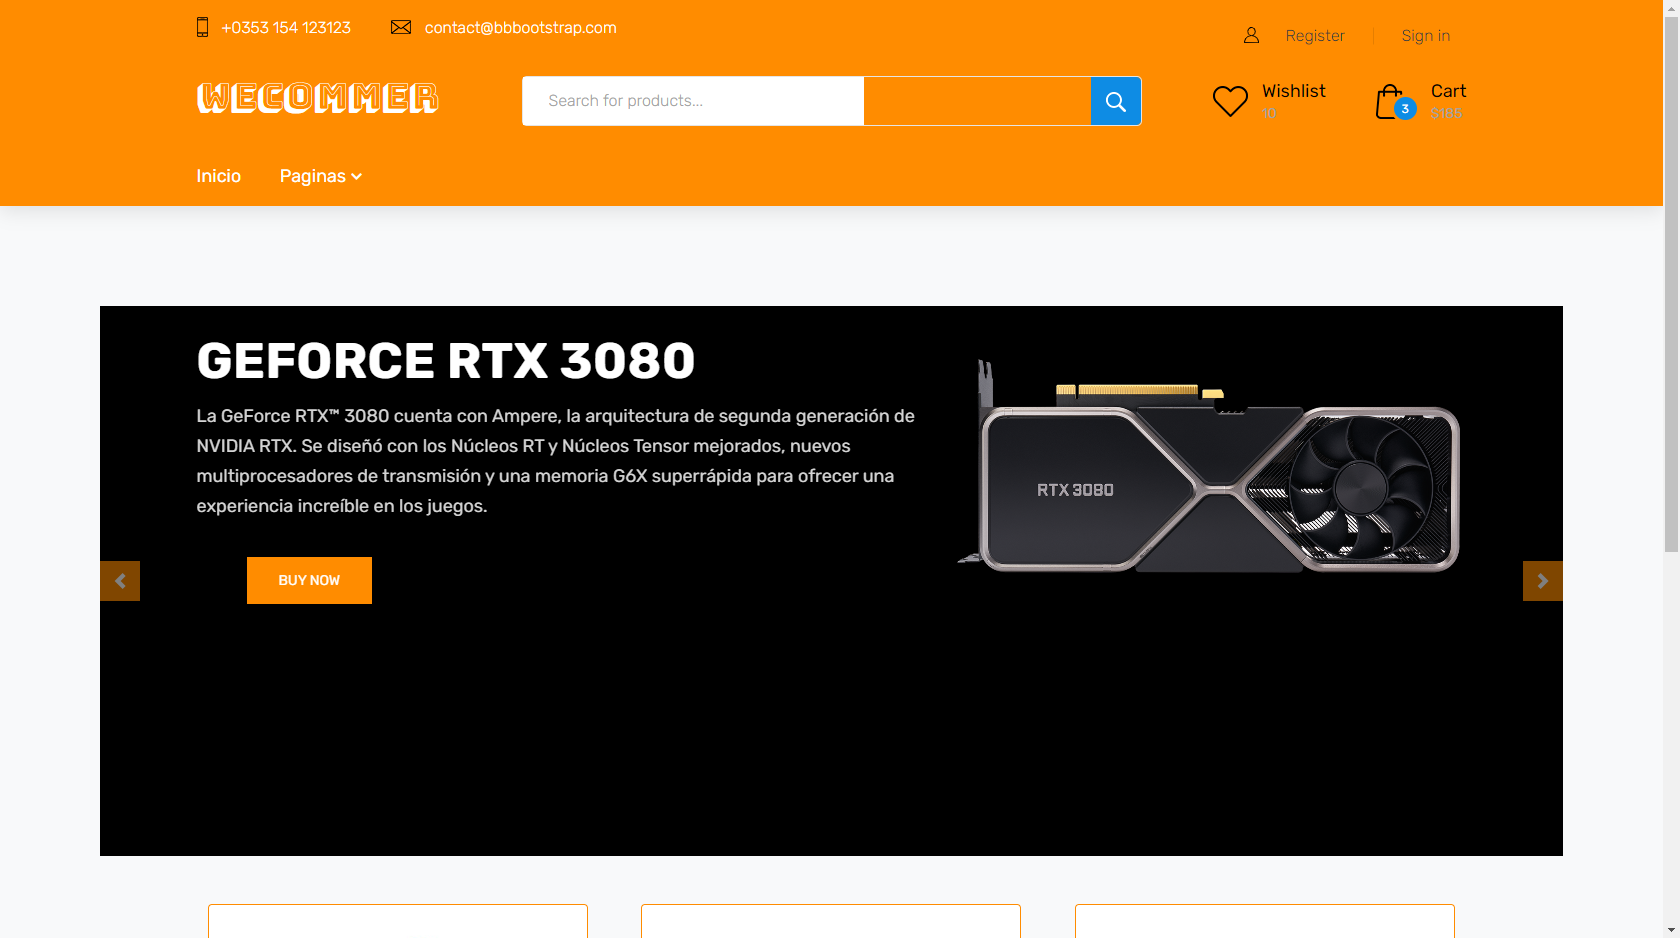 +0353 154 123123
contact@bbbootstrap.com
Register
Sign in
WECOMMER
Search for products...
Wishlist
10
3
Cart
$185
Inicio
Paginas
GEFORCE RTX 3080
La GeForce RTX™ 3080 cuenta con Ampere, la arquitectura de segunda generación de
NVIDIA RTX. Se diseñó con los Núcleos RT y Núcleos Tensor mejorados, nuevos
multiprocesadores de transmisión y una memoria G6X superrápida para ofrecer una
experiencia increíble en los juegos.
RTX 3080
BUY NOW